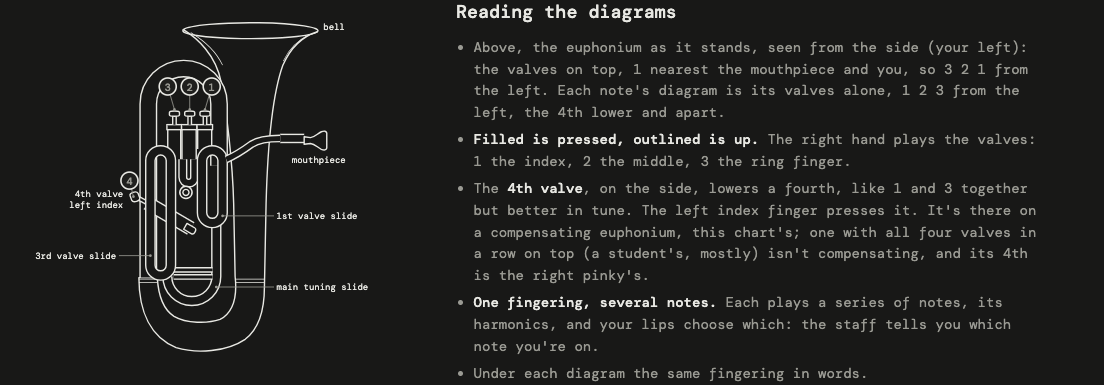 bell
3 2 1
mouthpiece
4
4th valve
left index
1st valve slide
3rd valve slide
main tuning slide
Reading the diagrams
• Above, the euphonium as it stands, seen from the side (your left):
the valves on top, 1 nearest the mouthpiece and you, so 3 2 1 from
the left. Each note's diagram is its valves alone, 1 2 3 from the
left, the 4th lower and apart.
• Filled is pressed, outlined is up. The right hand plays the valves:
1 the index, 2 the middle, 3 the ring finger.
• The 4th valve, on the side, lowers a fourth, like 1 and 3 together
but better in tune. The left index finger presses it. It's there on
a compensating euphonium, this chart's; one with all four valves in
a row on top (a student's, mostly) isn't compensating, and its 4th
is the right pinky's.
• One fingering, several notes. Each plays a series of notes, its
harmonics, and your lips choose which: the staff tells you which
note you're on.
• Under each diagram the same fingering in words.